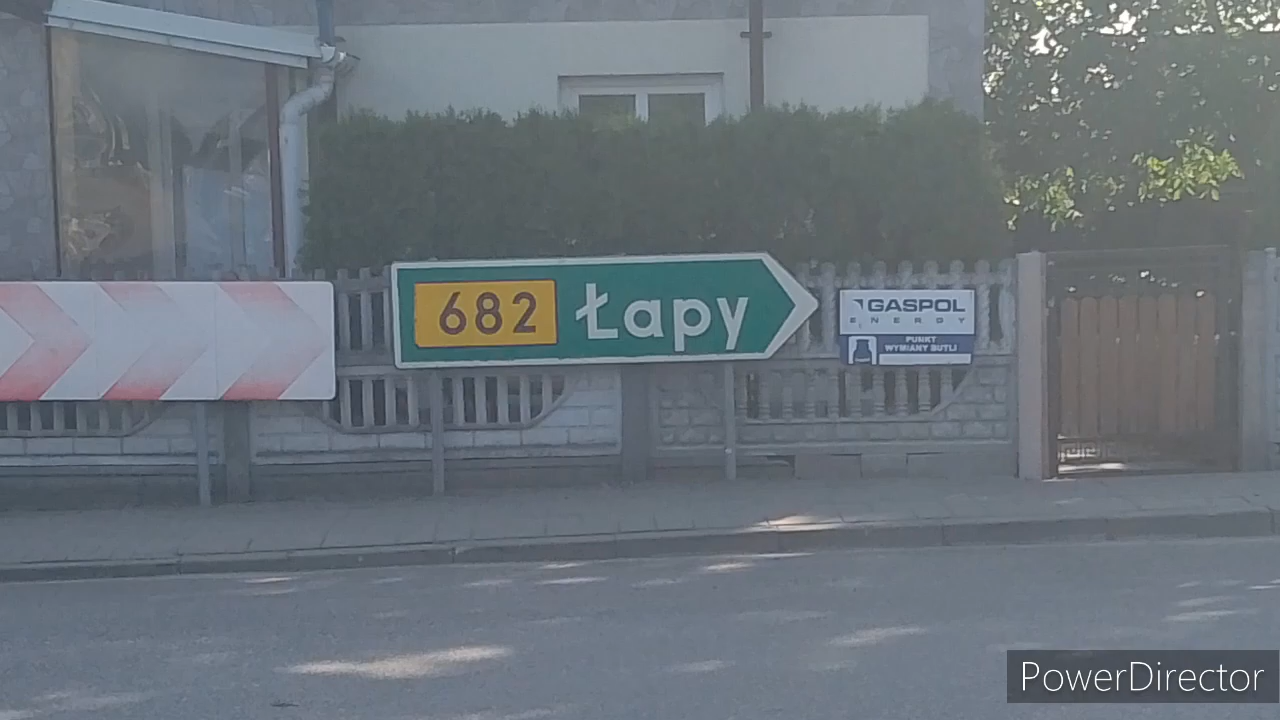 682 Łapy
GASPOL
ENERGY
PUNKT
WYMIANY BUTLI
PowerDirector